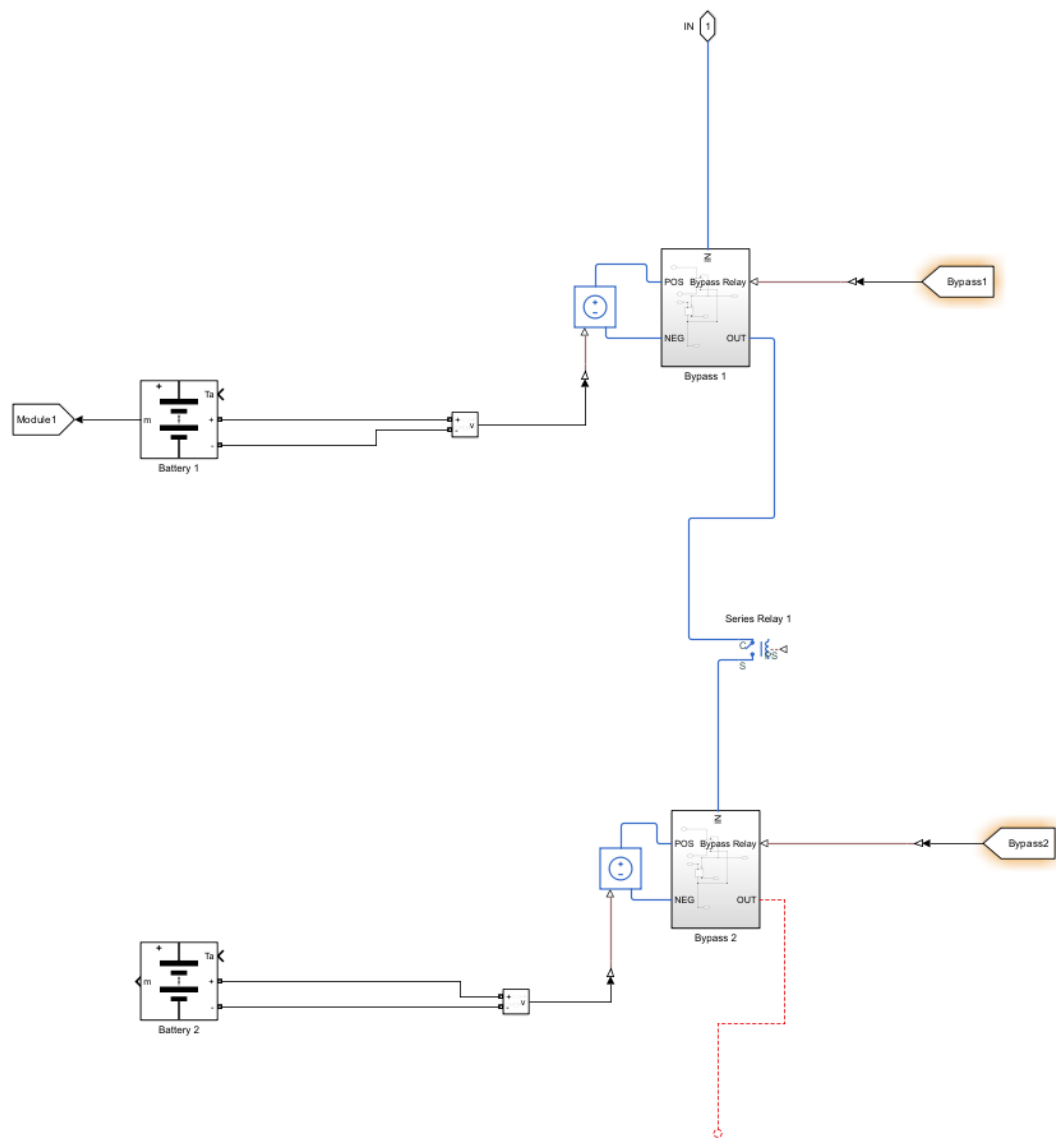 IN 1
IN
POS Bypass Relay
Bypass1
NEG OUT
Bypass 1
+
-
Module1
m
+
Ta
+
-
Battery 1
+
-
v
Series Relay 1
C
PS
S
IN
POS Bypass Relay
Bypass2
+
-
NEG OUT
Bypass 2
m
+
Ta
+
-
Battery 2
+
-
v